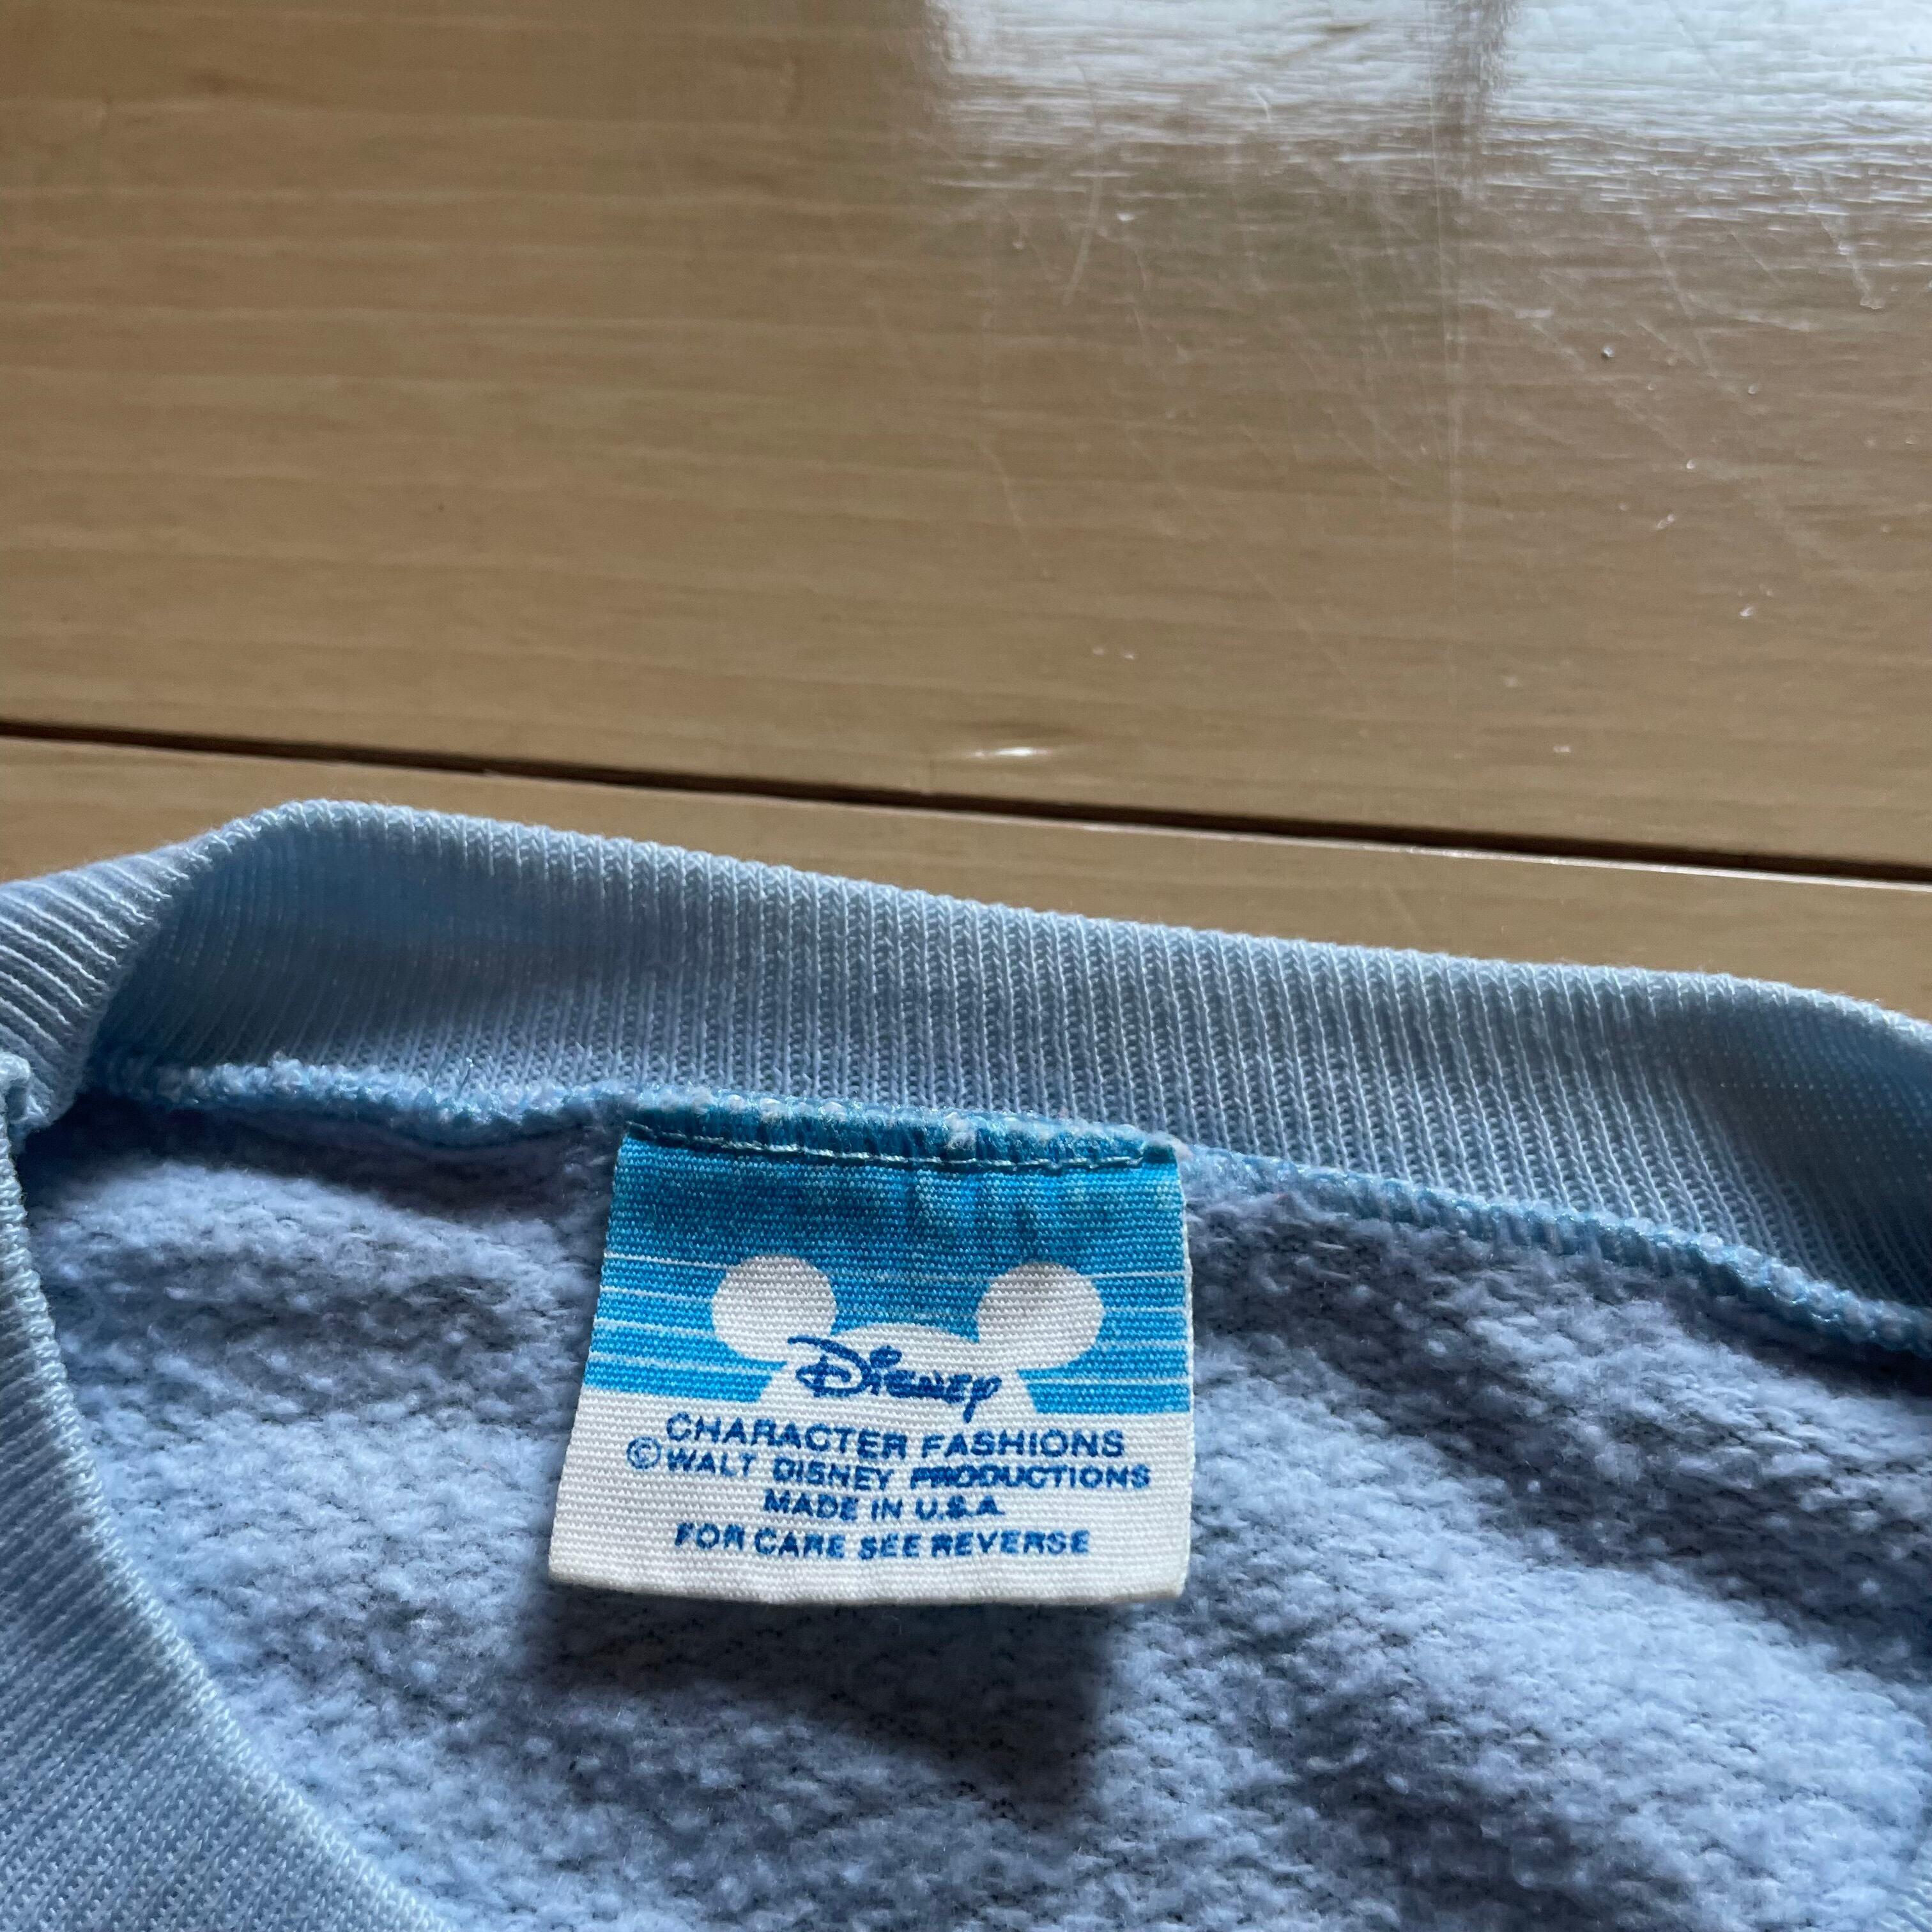 Disney
CHARACTER FASHIONS
©WALT DISNEY PRODUCTIONS
MADE IN U.S.A.
FOR CARE SEE REVERSE